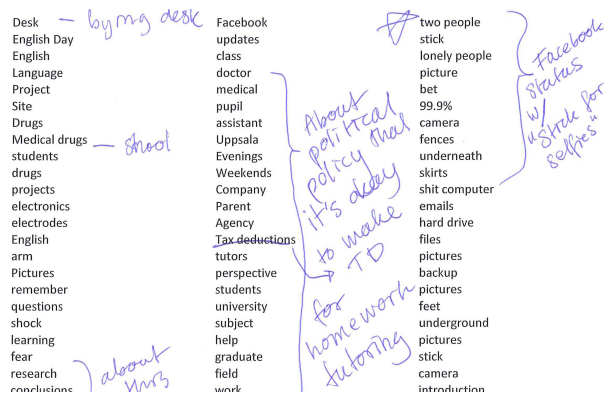 Desk
English Day
English
Language
Project
Site
Drugs
Medical drugs
students
drugs
projects
electronics
electrodes
English
arm
Pictures
remember
questions
shock
learning
fear
research
conclusions
bying desk
about
Facebook
updates
class
doctor
medical
pupil
assistant
Uppsala
Evenings
Weekends
Company
Parent
Agency
Tax deductions
tutors
perspective
students
university
subject
help
graduate
field
work
About
political
policy that
it's okay
to make
TD
for
homework
tutoring
two people
stick
lonely people
picture
bet
99.9%
camera
fences
underneath
skirts
shit computer
emails
hard drive
files
pictures
backup
pictures
feet
underground
pictures
stick
camera
introduction
Facebook
status
w/
"Stick for
selfies"